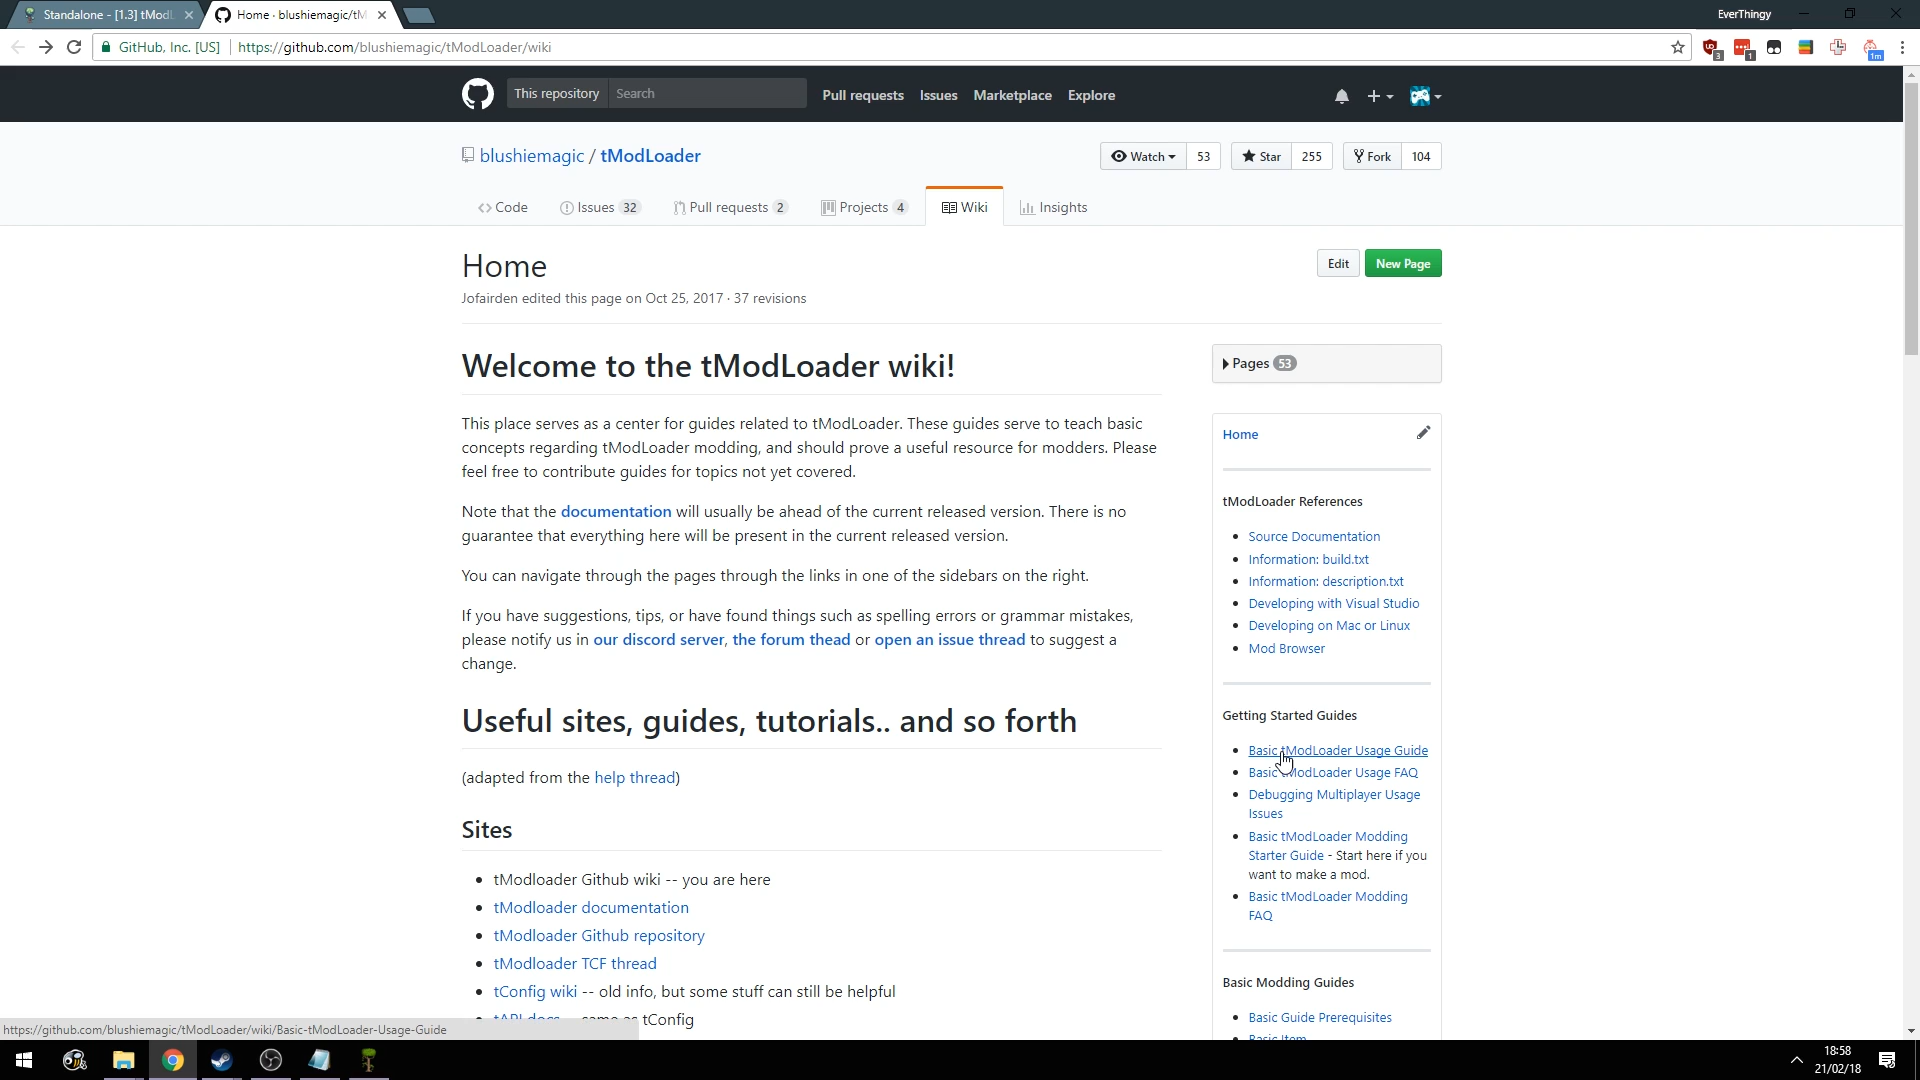 Standalone - [1.3] tModL
Home · blushiemagic/tM
EverThingy
GitHub, Inc. [US]
https://github.com/blushiemagic/tModLoader/wiki
3
1
1m
This repository
Search
Pull requests
Issues
Marketplace
Explore
blushiemagic / tModLoader
Watch
53
Star
255
Fork
104
Code
Issues 32
Pull requests 2
Projects 4
Wiki
Insights
Home
Edit
New Page
Jofairden edited this page on Oct 25, 2017 · 37 revisions
Welcome to the tModLoader wiki!
This place serves as a center for guides related to tModLoader. These guides serve to teach basic
concepts regarding tModLoader modding, and should prove a useful resource for modders. Please
feel free to contribute guides for topics not yet covered.
Note that the documentation will usually be ahead of the current released version. There is no
guarantee that everything here will be present in the current released version.
You can navigate through the pages through the links in one of the sidebars on the right.
If you have suggestions, tips, or have found things such as spelling errors or grammar mistakes,
please notify us in our discord server, the forum thead or open an issue thread to suggest a
change.
Useful sites, guides, tutorials.. and so forth
(adapted from the help thread)
Sites
tModloader Github wiki -- you are here
tModloader documentation
tModloader Github repository
tModloader TCF thread
tConfig wiki -- old info, but some stuff can still be helpful
tAPI docs -- same as tConfig
Pages 53
Home
tModLoader References
Source Documentation
Information: build.txt
Information: description.txt
Developing with Visual Studio
Developing on Mac or Linux
Mod Browser
Getting Started Guides
Basic tModLoader Usage Guide
Basic tModLoader Usage FAQ
Debugging Multiplayer Usage
Issues
Basic tModLoader Modding
Starter Guide - Start here if you
want to make a mod.
Basic tModLoader Modding
FAQ
Basic Modding Guides
Basic Guide Prerequisites
Basic Item
https://github.com/blushiemagic/tModLoader/wiki/Basic-tModLoader-Usage-Guide
18:58
21/02/18